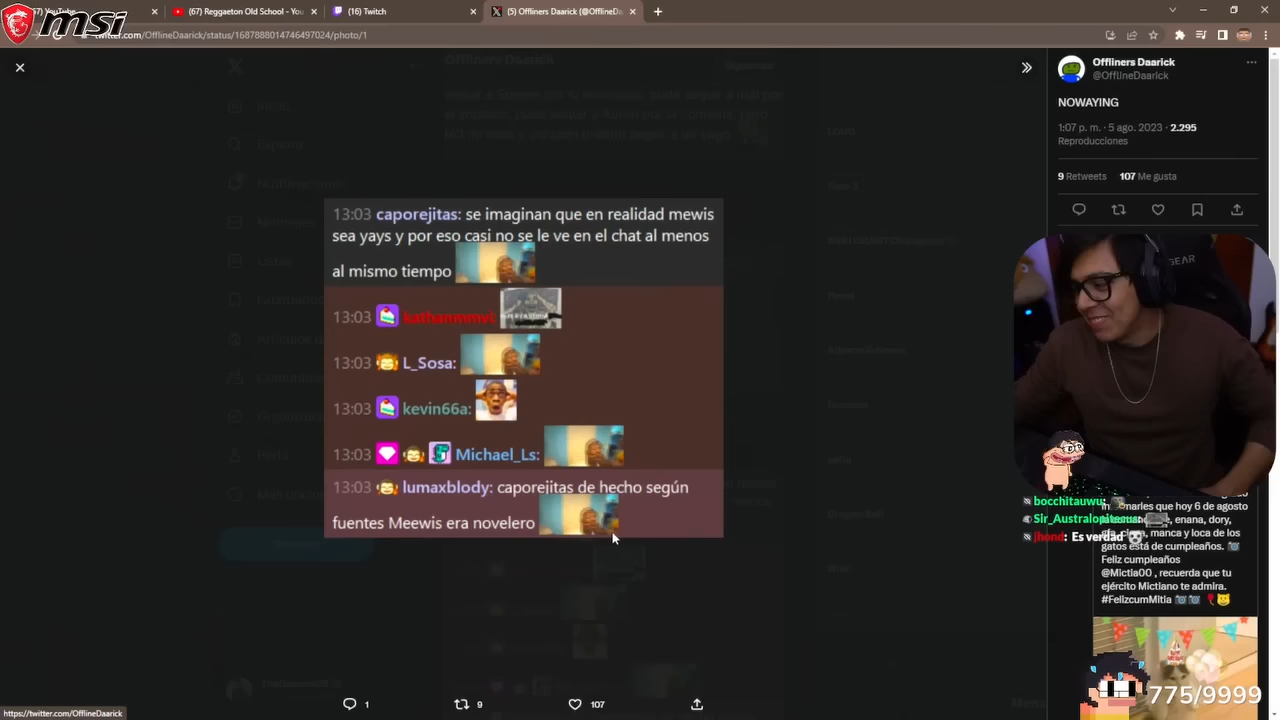 (67) YouTube
(67) Reggaeton Old School - You
(16) Twitch
(5) Offliners Daarick (@OfflineDa
msi
twitter.com/OfflineDaarick/status/1687888014746497024/photo/1
Offliners Daarick
@OfflineDaarick
NOWAYING
1:07 p. m. · 5 ago. 2023 · 2.295
Reproducciones
9 Retweets 107 Me gusta
13:03 caporejitas: se imaginan que en realidad mewis
sea yays y por eso casi no se le ve en el chat al menos
al mismo tiempo
13:03
13:03 L_Sosa:
13:03 kevin66a:
13:03 Michael_Ls:
13:03 lumaxblody: caporejitas de hecho según
fuentes Meewis era novelero
GEAR
bocchitauwu:
Slr_Australopitecus:
jhond: Es verdad
que hoy 6 de agosto
enana, dory,
manca y loca de los
gatos está de cumpleaños.
Feliz cumpleaños
@Mictia00 , recuerda que tu
ejército Mictiano te admira.
#FelizcumMitia
1
9
107
775/9999
https://twitter.com/OfflineDaarick